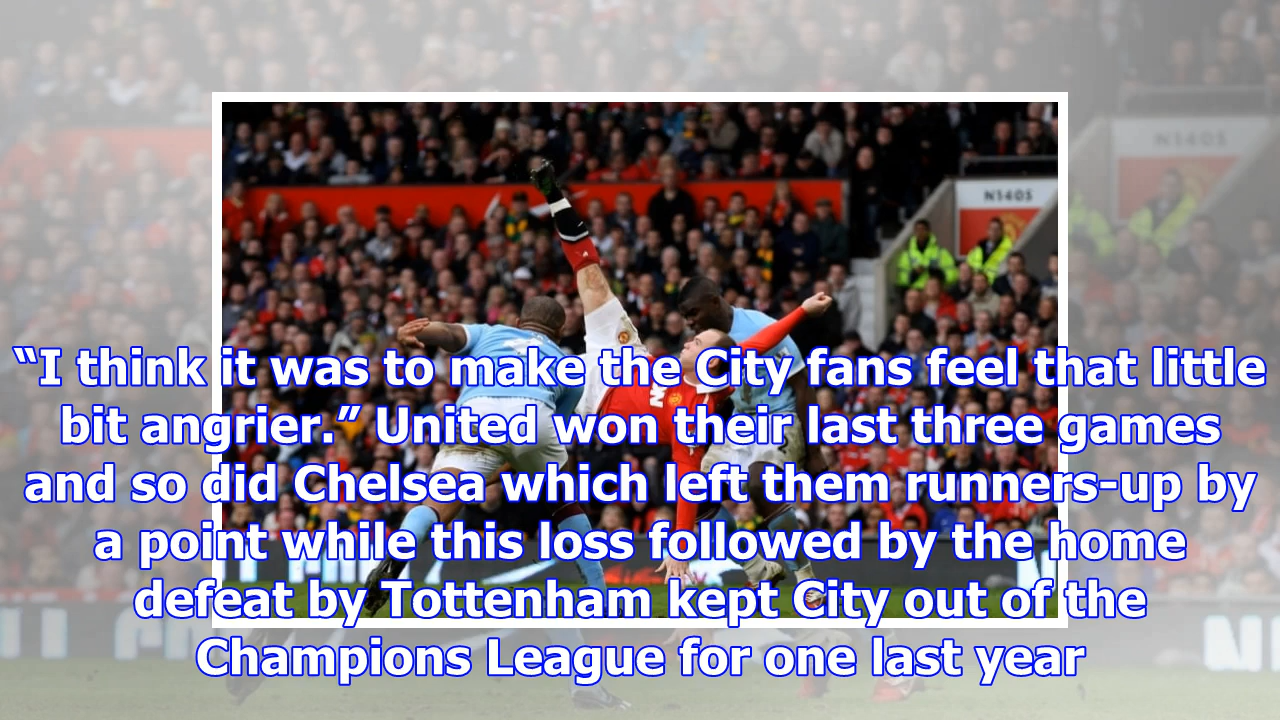 N1405
N1405
“I think it was to make the City fans feel that little
bit angrier.” United won their last three games
and so did Chelsea which left them runners-up by
a point while this loss followed by the home
defeat by Tottenham kept City out of the
Champions League for one last year